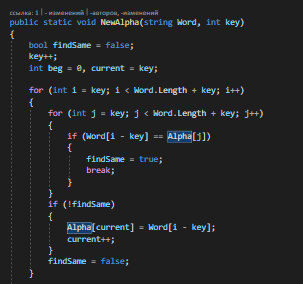 ссылка: 1 | - изменений | -авторов, -изменений
public static void NewAlpha(string Word, int key)
{
bool findSame = false;
key++;
int beg = 0, current = key;
for (int i = key; i < Word.Length + key; i++)
{
for (int j = key; j < Word.Length + key; j++)
{
if (Word[i - key] == Alpha[j])
{
findSame = true;
break;
}
}
if (!findSame)
{
Alpha[current] = Word[i - key];
current++;
}
findSame = false;
}